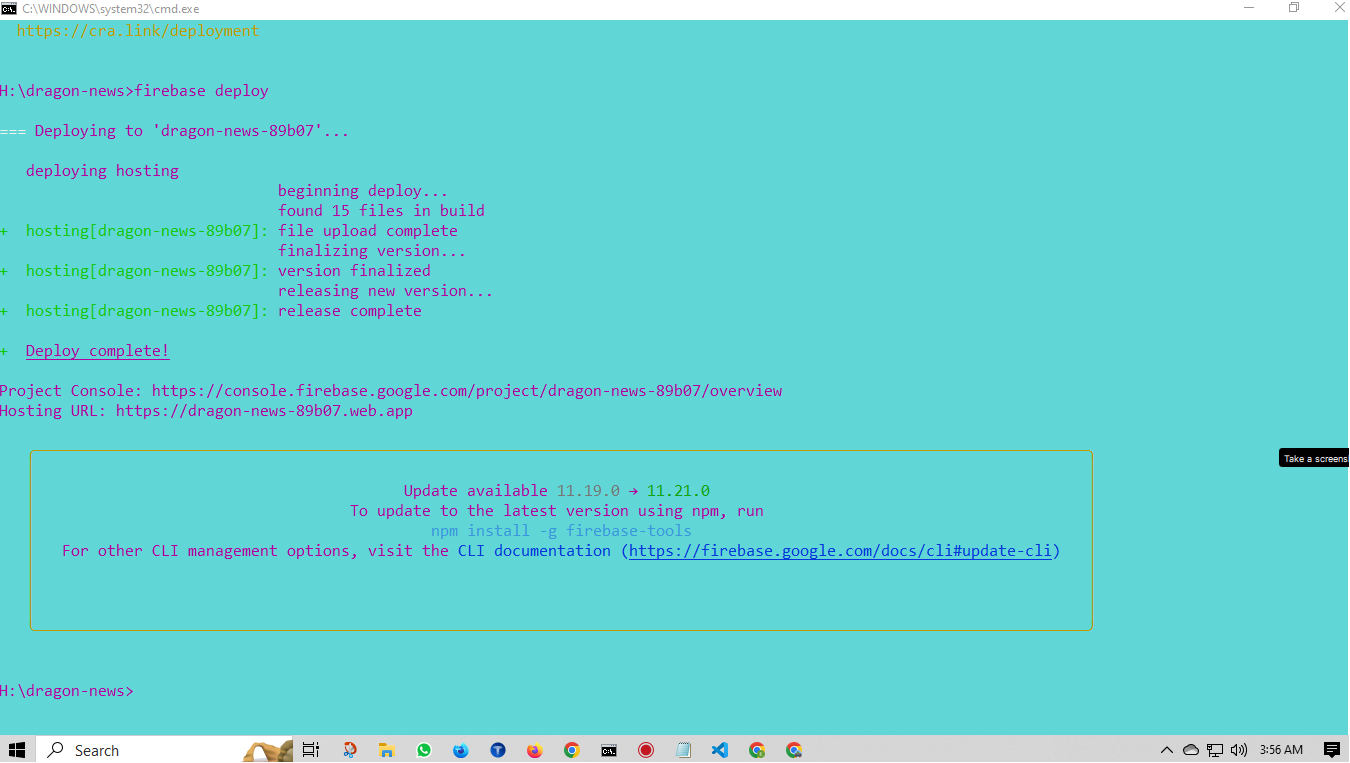 C:\WINDOWS\system32\cmd.exe
https://cra.link/deployment
H:\dragon-news>firebase deploy
=== Deploying to 'dragon-news-89b07'...
deploying hosting
beginning deploy...
found 15 files in build
+ hosting[dragon-news-89b07]: file upload complete
finalizing version...
+ hosting[dragon-news-89b07]: version finalized
releasing new version...
+ hosting[dragon-news-89b07]: release complete
+ Deploy complete!
Project Console: https://console.firebase.google.com/project/dragon-news-89b07/overview
Hosting URL: https://dragon-news-89b07.web.app
Take a screens
Update available 11.19.0 → 11.21.0
To update to the latest version using npm, run
npm install -g firebase-tools
For other CLI management options, visit the CLI documentation (https://firebase.google.com/docs/cli#update-cli)
H:\dragon-news>
Search
3:56 AM